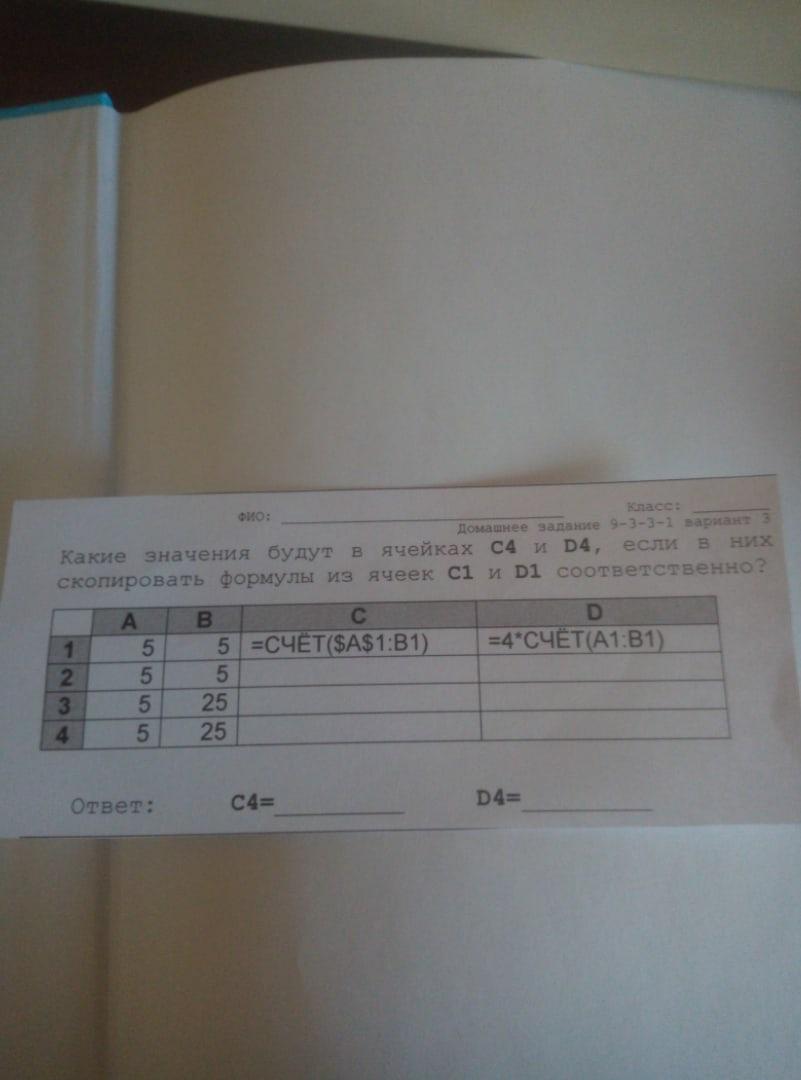 ФИО: Класс:
Домашнее задание 9-3-3-1 вариант 3
Какие значения будут в ячейках C4 и D4, если в них
скопировать формулы из ячеек C1 и D1 соответственно?
A B C D
1 5 5 =СЧЁТ($A$1:B1) =4*СЧЁТ(A1:B1)
2 5 5
3 5 25
4 5 25
Ответ: C4= D4=